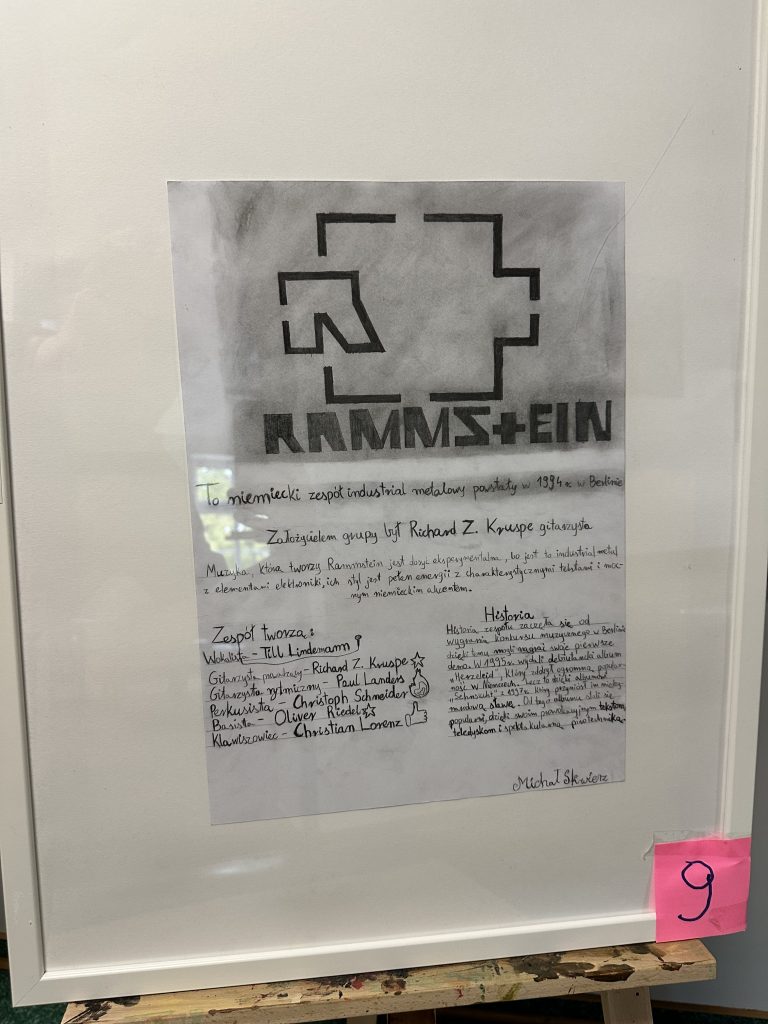 RAMMSTEIN
To niemiecki zespół industrial metalowy powstały w 1994 r. w Berlinie
Założycielem grupy był Richard Z. Kruspe gitarzysta
Muzyka, którą tworzy Rammstein jest dosyć eksperymentalna, bo jest to industrial metal
z elementami elektroniki, ich styl jest pełen energii z charakterystycznymi tekstami i moc-
nym niemieckim akcentem.
Zespół tworzą:
Wokalista - Till Lindemann
Gitarzysta prowadzący - Richard Z. Kruspe
Gitarzysta rytmiczny - Paul Landers
Perkusista - Christoph Schneider
Basista - Oliver Riedel
Klawiszowiec - Christian Lorenz
Historia
Historia zespołu zaczęła się od
wygrania konkursu muzycznego w Berlinie
dzięki temu mogli nagrać swoje pierwsze
demo. W 1995 r. wydali debiutancki album
"Herzeleid", który zdobył ogromną popular-
ność w Niemczech. Lecz to dzięki albumowi
"Sehnsucht" z 1997 r. który przyniósł im między-
narodową sławę. Od tego albumu stali się
popularni, dzięki swoim prowokacyjnym tekstom,
teledyskom i spektakularną pirotechniką.
Michał Skwierz
9